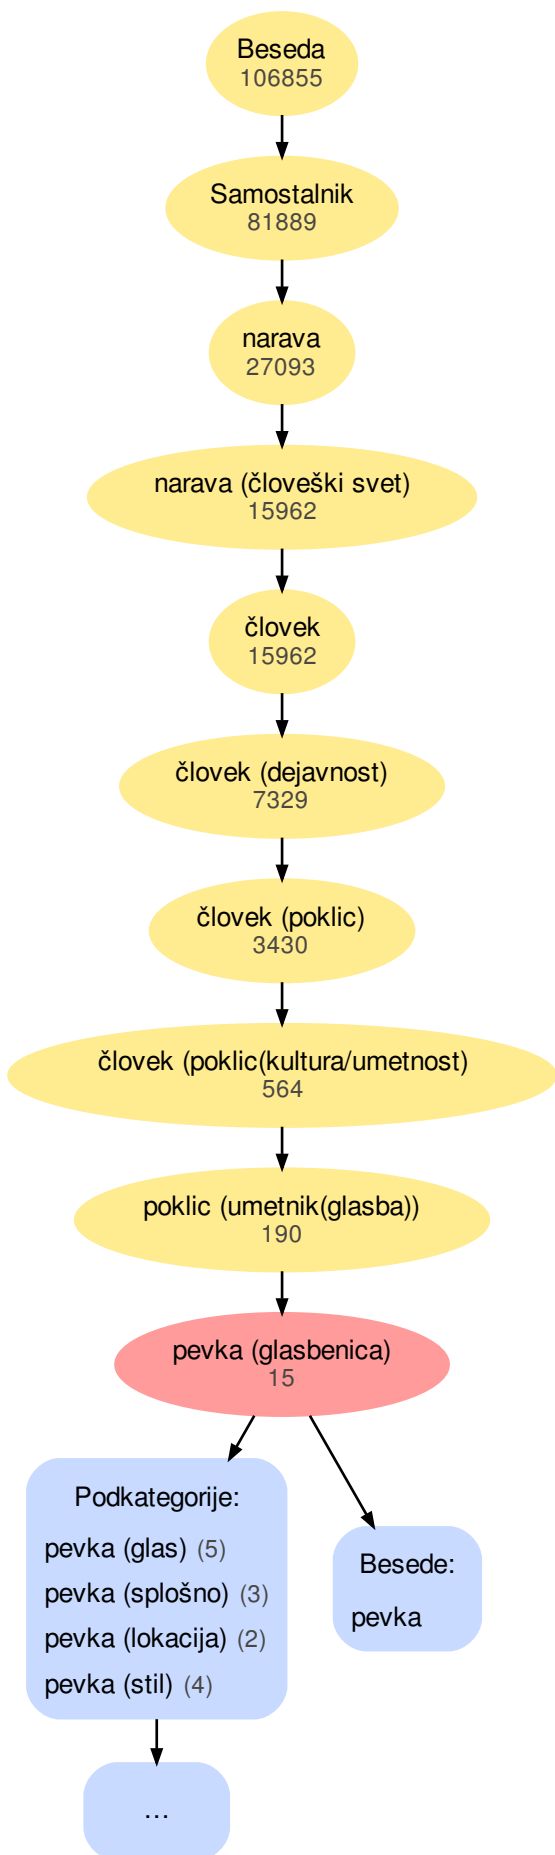 Beseda
106855
Samostalnik
81889
narava
27093
narava (človeški svet)
15962
človek
15962
človek (dejavnost)
7329
človek (poklic)
3430
človek (poklic(kultura/umetnost)
564
poklic (umetnik(glasba))
190
pevka (glasbenica)
15
Podkategorije:
pevka (glas) (5)
pevka (splošno) (3)
pevka (lokacija) (2)
pevka (stil) (4)
Besede:
pevka
...